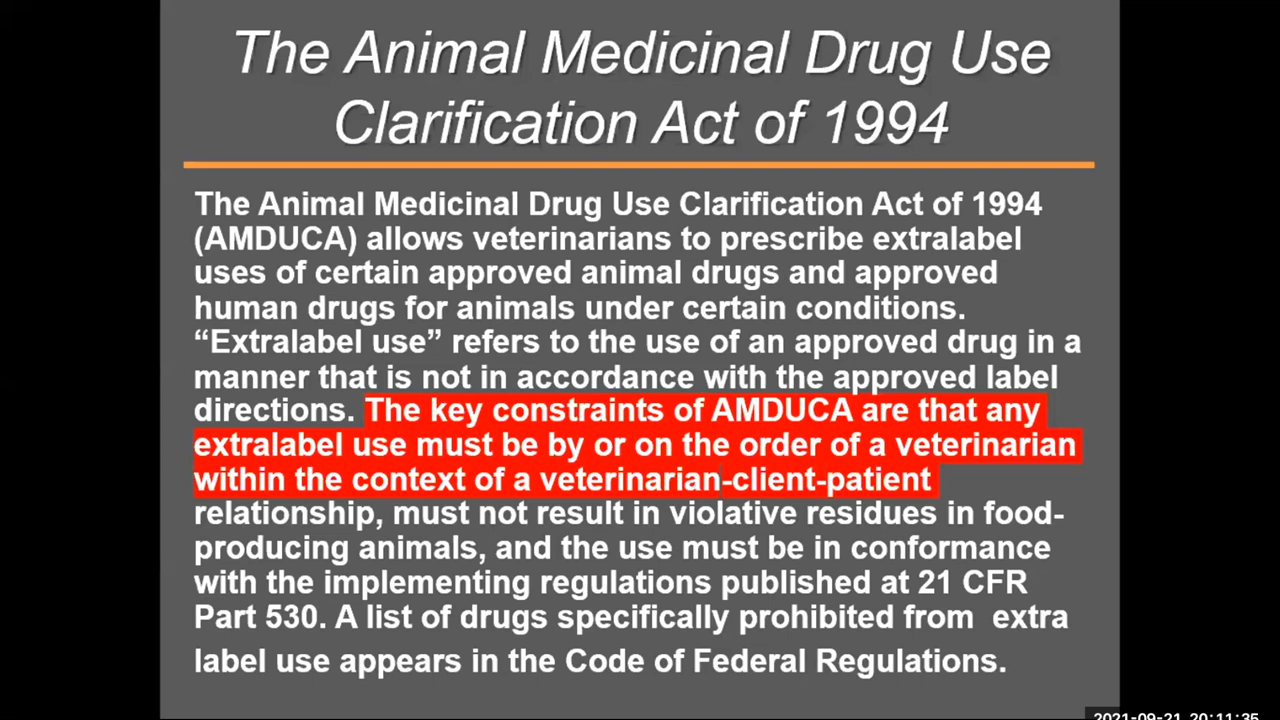 The Animal Medicinal Drug Use
Clarification Act of 1994
The Animal Medicinal Drug Use Clarification Act of 1994
(AMDUCA) allows veterinarians to prescribe extralabel
uses of certain approved animal drugs and approved
human drugs for animals under certain conditions.
“Extralabel use” refers to the use of an approved drug in a
manner that is not in accordance with the approved label
directions. The key constraints of AMDUCA are that any
extralabel use must be by or on the order of a veterinarian
within the context of a veterinarian-client-patient
relationship, must not result in violative residues in food-
producing animals, and the use must be in conformance
with the implementing regulations published at 21 CFR
Part 530. A list of drugs specifically prohibited from  extra
label use appears in the Code of Federal Regulations.
2021-09-21 20:11:35